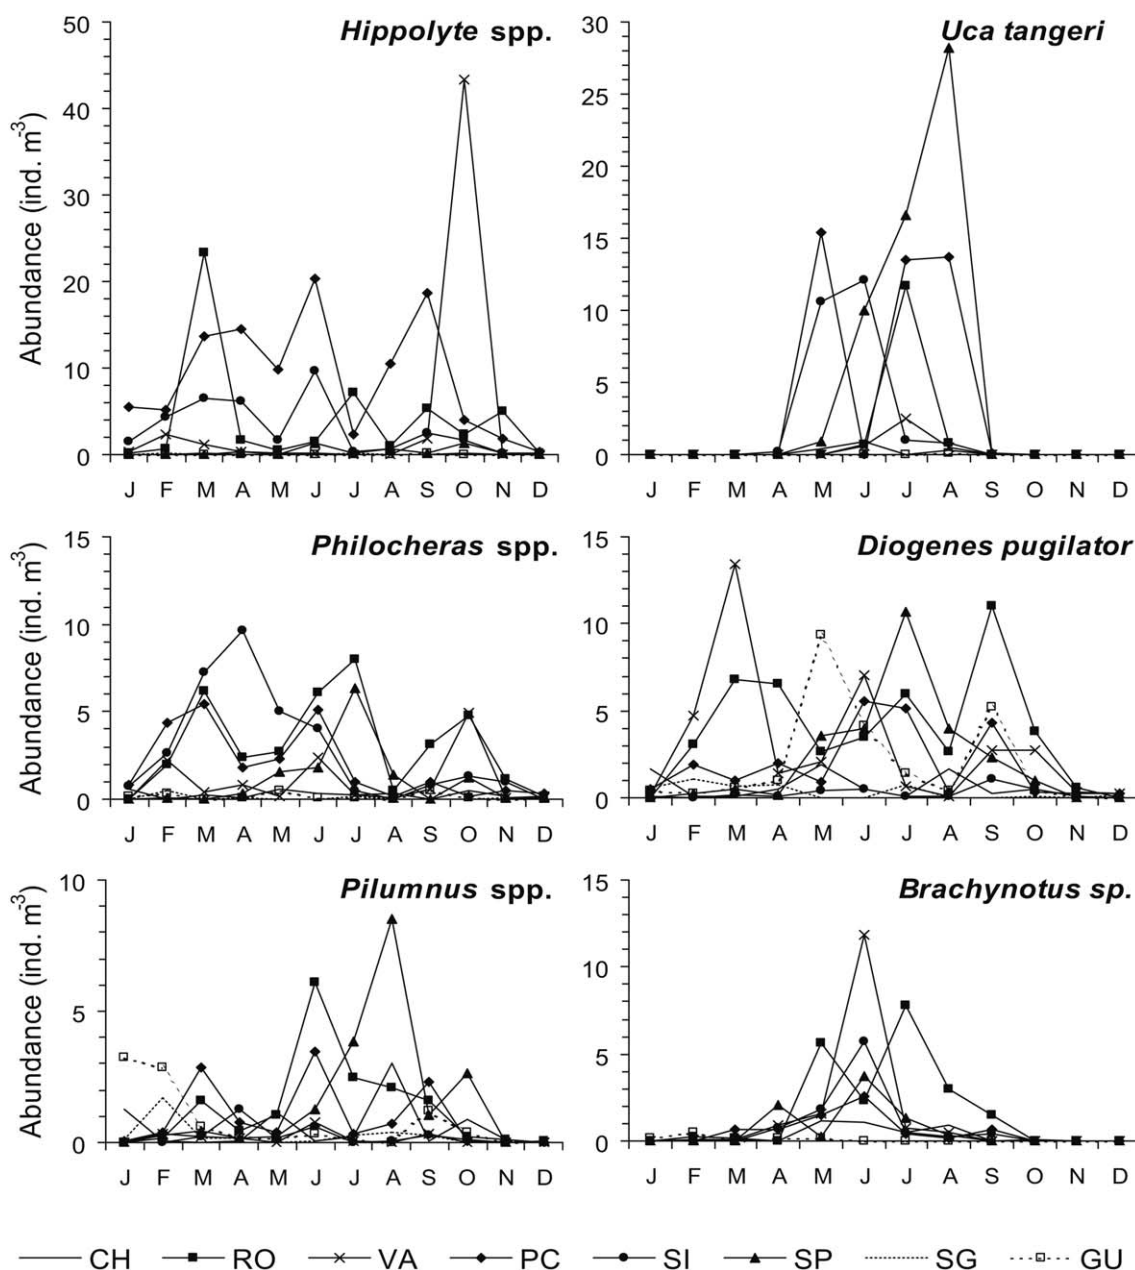 Hippolyte spp.
Abundance (ind. m-3)
50
40
30
20
10
0
J F M A M J J A S O N D
Uca tangeri
30
25
20
15
10
5
0
J F M A M J J A S O N D
Philocheras spp.
Abundance (ind. m-3)
15
10
5
0
J F M A M J J A S O N D
Diogenes pugilator
15
10
5
0
J F M A M J J A S O N D
Pilumnus spp.
Abundance (ind. m-3)
10
5
0
J F M A M J J A S O N D
Brachynotus sp.
15
10
5
0
J F M A M J J A S O N D
CH RO VA PC SI SP SG GU